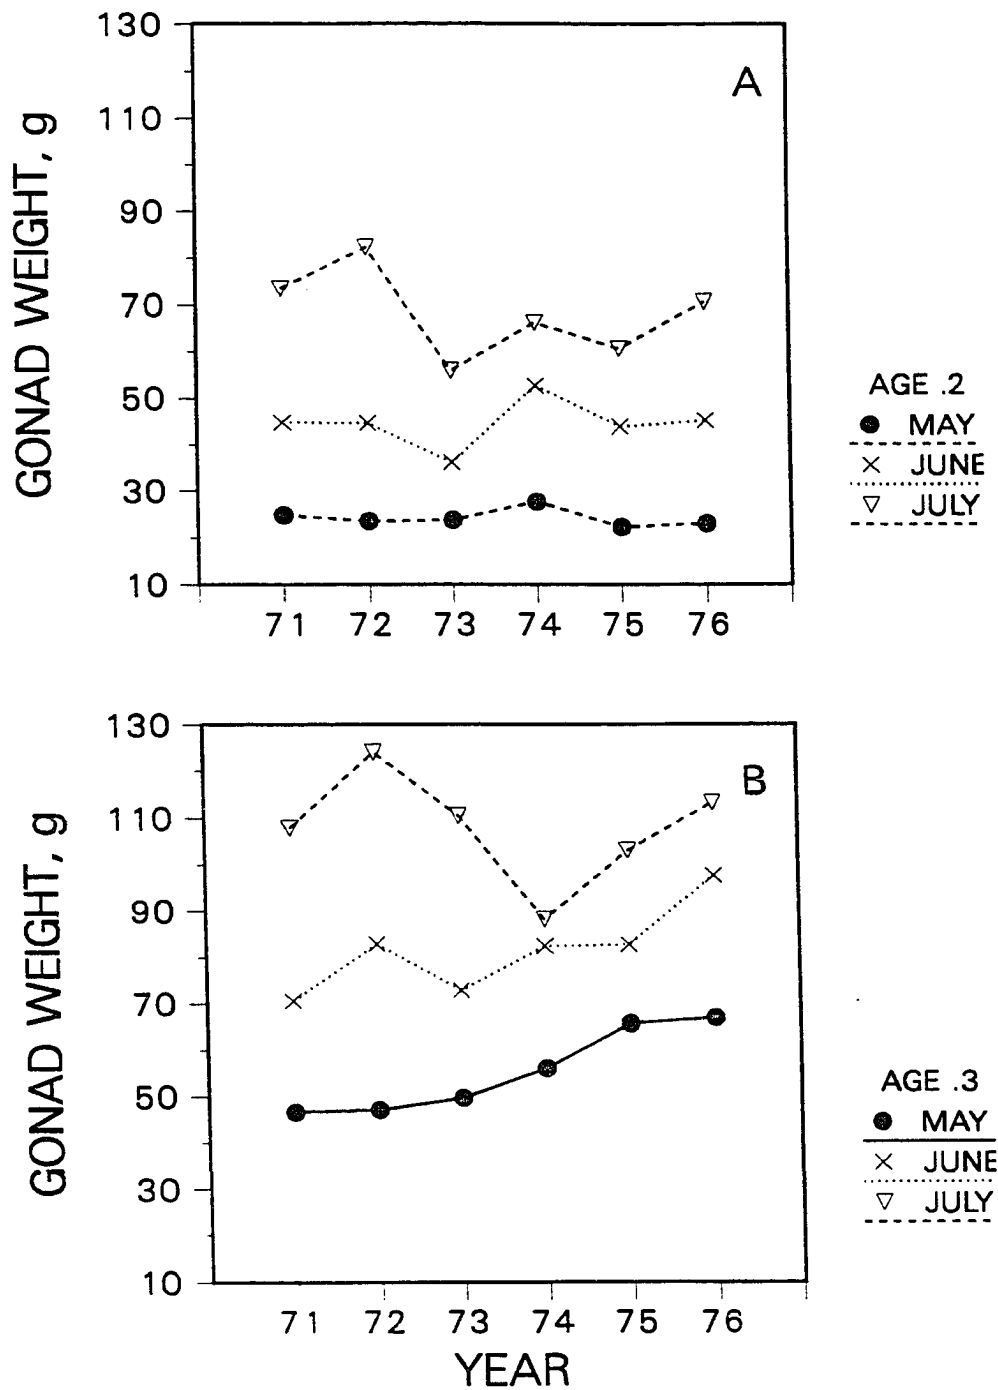 130
A
110
90
70
50
30
10
GONAD WEIGHT, g
71 72 73 74 75 76
AGE .2
MAY
JUNE
JULY
130
B
110
90
70
50
30
10
GONAD WEIGHT, g
71 72 73 74 75 76
YEAR
AGE .3
MAY
JUNE
JULY